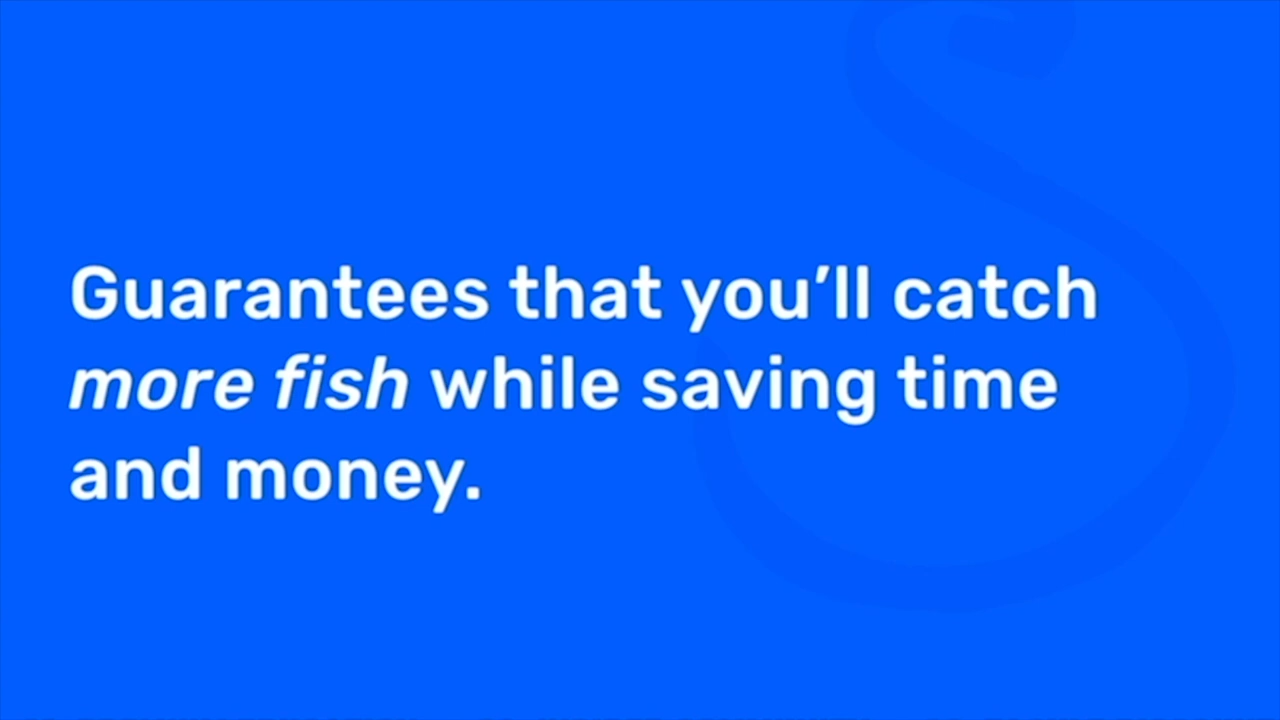 Guarantees that you’ll catch
more fish while saving time
and money.